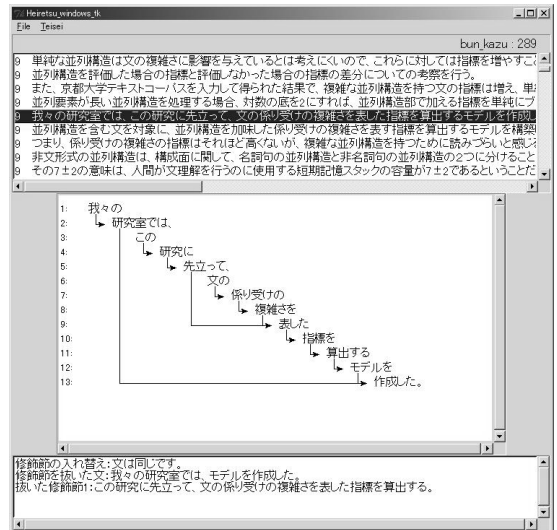 Heiretsu_windows_tk
File Teisei
bun_kazu : 289
9 単純な並列構造は文の複雑さに影響を与えているとは考えにくいので、これらに対しては指標を増やすこ
9 並列構造を評価した場合の指標と評価しなかった場合の指標の差分についての考察を行う。
9 また、京都大学テキストコーパスを入力して得られた結果で、複雑な並列構造を持つ文の指標は増え、単
9 並列要素が長い並列構造を処理する場合、対数の底を2にすれば、並列構造部で加える指標を単純にプ
9 我々の研究室では、この研究に先立って、文の係り受けの複雑さを表した指標を算出するモデルを作成し
9 並列構造を含む文を対象に、並列構造を加味した係り受けの複雑さを表す指標を算出するモデルを構築
9 つまり、係り受けの複雑さの指標はそれほど高くないが、複雑な並列構造を持つために読みづらいと感じ
9 非文形式の並列構造は、構成面に関して、名詞句の並列構造と非名詞句の並列構造の2つに分けること
9 その7±2の意味は、人間が文理解を行うのに使用する短期記憶スタックの容量が7±2であるということだ
1: 我々の
2: 研究室では、
3: この
4: 研究に
5: 先立って、
6: 文の
7: 係り受けの
8: 複雑さを
9: 表した
10: 指標を
11: 算出する
12: モデルを
13: 作成した。
修飾節の入れ替え:文は同じです。
修飾節を抜いた文:我々の研究室では、モデルを作成した。
抜いた修飾節1:この研究に先立って、文の係り受けの複雑さを表した指標を算出する。